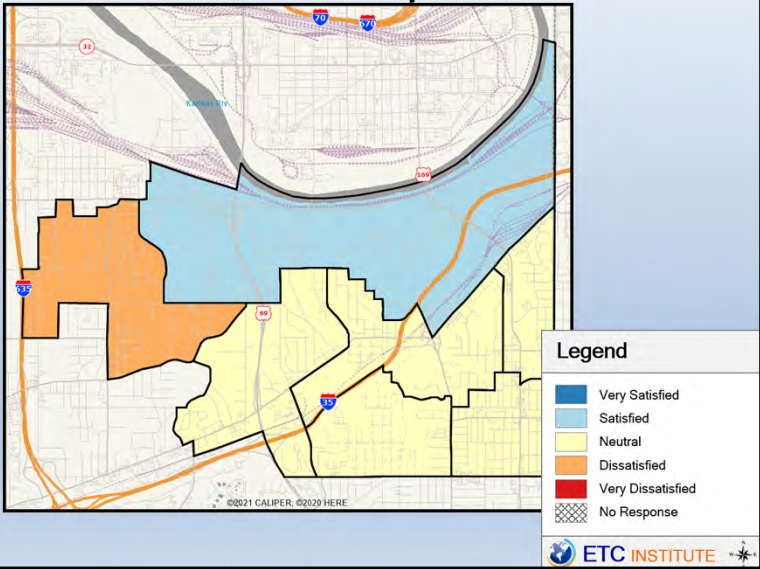 70
670
32
Kansas Riv
169
635
69
35
©2021 CALIPER; ©2020 HERE
Legend
Very Satisfied
Satisfied
Neutral
Dissatisfied
Very Dissatisfied
No Response
ETC INSTITUTE